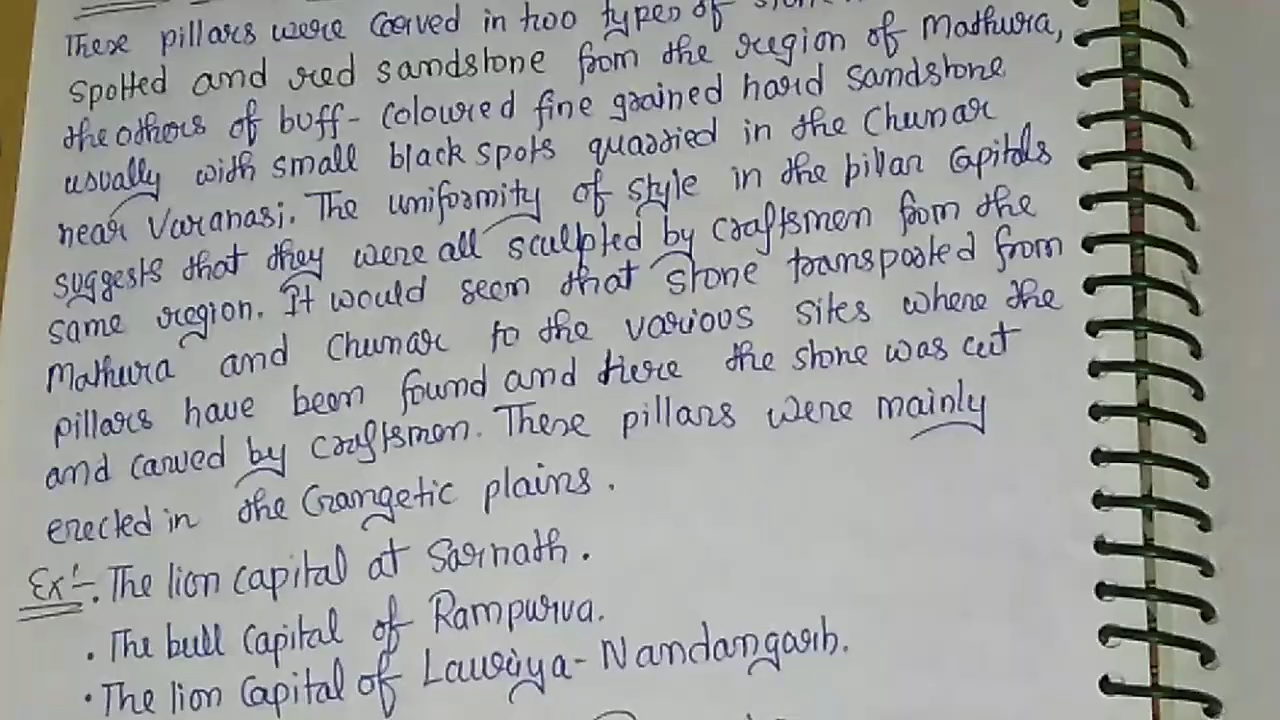 These pillars were carved in two types of stone
spotted and red sandstone from the region of Mathura,
the others of buff-coloured fine grained hard sandstone
usually with small black spots quarried in the Chunar
near Varanasi. The uniformity of style in the pillar Capitals
suggests that they were all sculpted by craftsmen from the
same region. It would seem that stone transported from
Mathura and Chunar to the various sites where the
pillars have been found and here the stone was cut
and carved by craftsmen. These pillars were mainly
erected in the Gangetic plains.
Ex:-. The lion capital at Sarnath.
. The bull capital of Rampurva.
. The lion capital of Lauriya-Nandangarh.